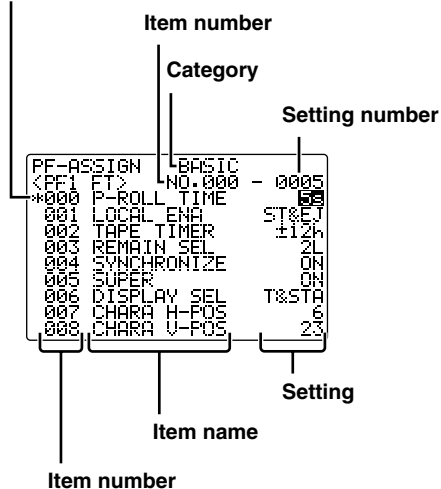 Item number
Category
Setting number
PF-ASSIGN BASIC
<PF1 FT> NO.000 - 0005
*000 P-ROLL TIME 5s
001 LOCAL ENA ST&EJ
002 TAPE TIMER ±12h
003 REMAIN SEL 2L
004 SYNCHRONIZE ON
005 SUPER ON
006 DISPLAY SEL T&STA
007 CHARA H-POS 6
008 CHARA V-POS 23
Setting
Item name
Item number